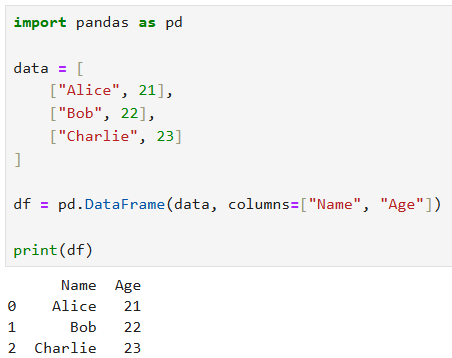 import pandas as pd
data = [
    ["Alice", 21],
    ["Bob", 22],
    ["Charlie", 23]
]
df = pd.DataFrame(data, columns=["Name", "Age"])
print(df)
      Name  Age
0    Alice   21
1      Bob   22
2  Charlie   23